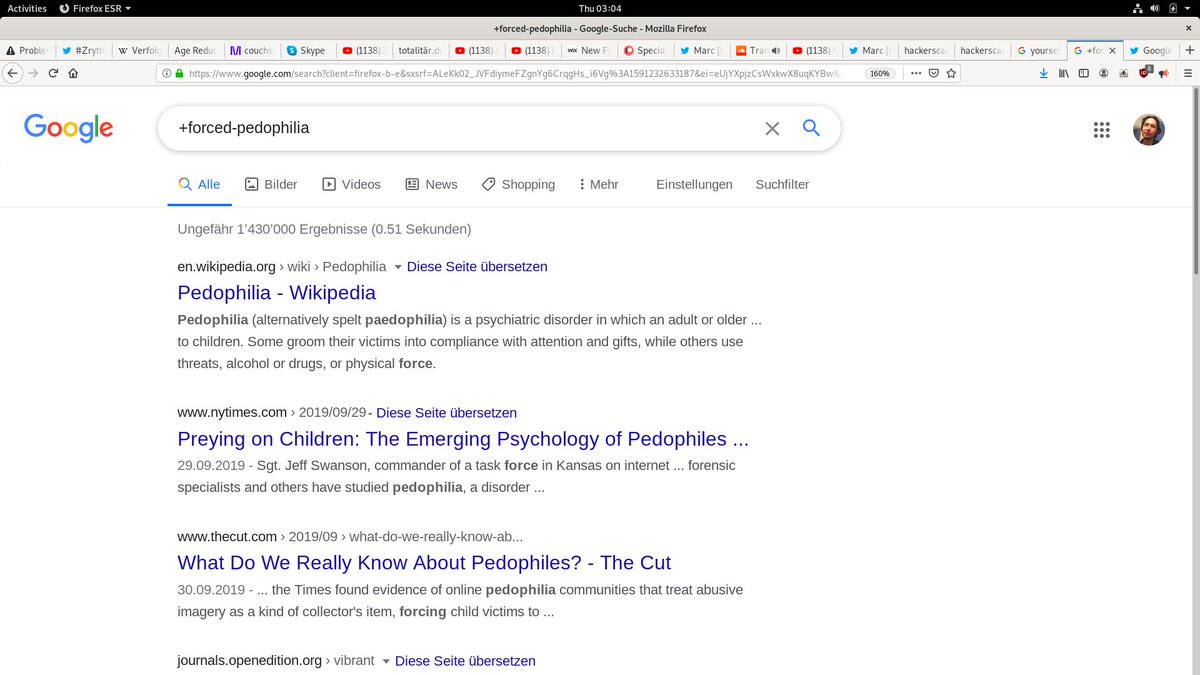 Activities Firefox ESR Thu 03:04
+forced-pedophilia - Google-Suche - Mozilla Firefox
Proble #Zryth W Verfol Age Reduc couchs Skype (1138) totalitär.d (1138) (1138) New F Special Marc [ Trac (1138) Marc [ hackerscar hackerscar yourse +for Google
https://www.google.com/search?client=firefox-b-e&sxsrf= 160%
Google
+forced-pedophilia
Alle Bilder Videos News Shopping Mehr Einstellungen Suchfilter
Ungefähr 1'430'000 Ergebnisse (0.51 Sekunden)
en.wikipedia.org › wiki › Pedophilia Diese Seite übersetzen
Pedophilia - Wikipedia
Pedophilia (alternatively spelt paedophilia) is a psychiatric disorder in which an adult or older ...
to children. Some groom their victims into compliance with attention and gifts, while others use
threats, alcohol or drugs, or physical force.
www.nytimes.com › 2019/09/29 - Diese Seite übersetzen
Preying on Children: The Emerging Psychology of Pedophiles ...
29.09.2019 - Sgt. Jeff Swanson, commander of a task force in Kansas on internet ... forensic
specialists and others have studied pedophilia, a disorder ...
www.thecut.com › 2019/09 › what-do-we-really-know-ab...
What Do We Really Know About Pedophiles? - The Cut
30.09.2019 - ... the Times found evidence of online pedophilia communities that treat abusive
imagery as a kind of collector's item, forcing child victims to ...
journals.openedition.org › vibrant Diese Seite übersetzen